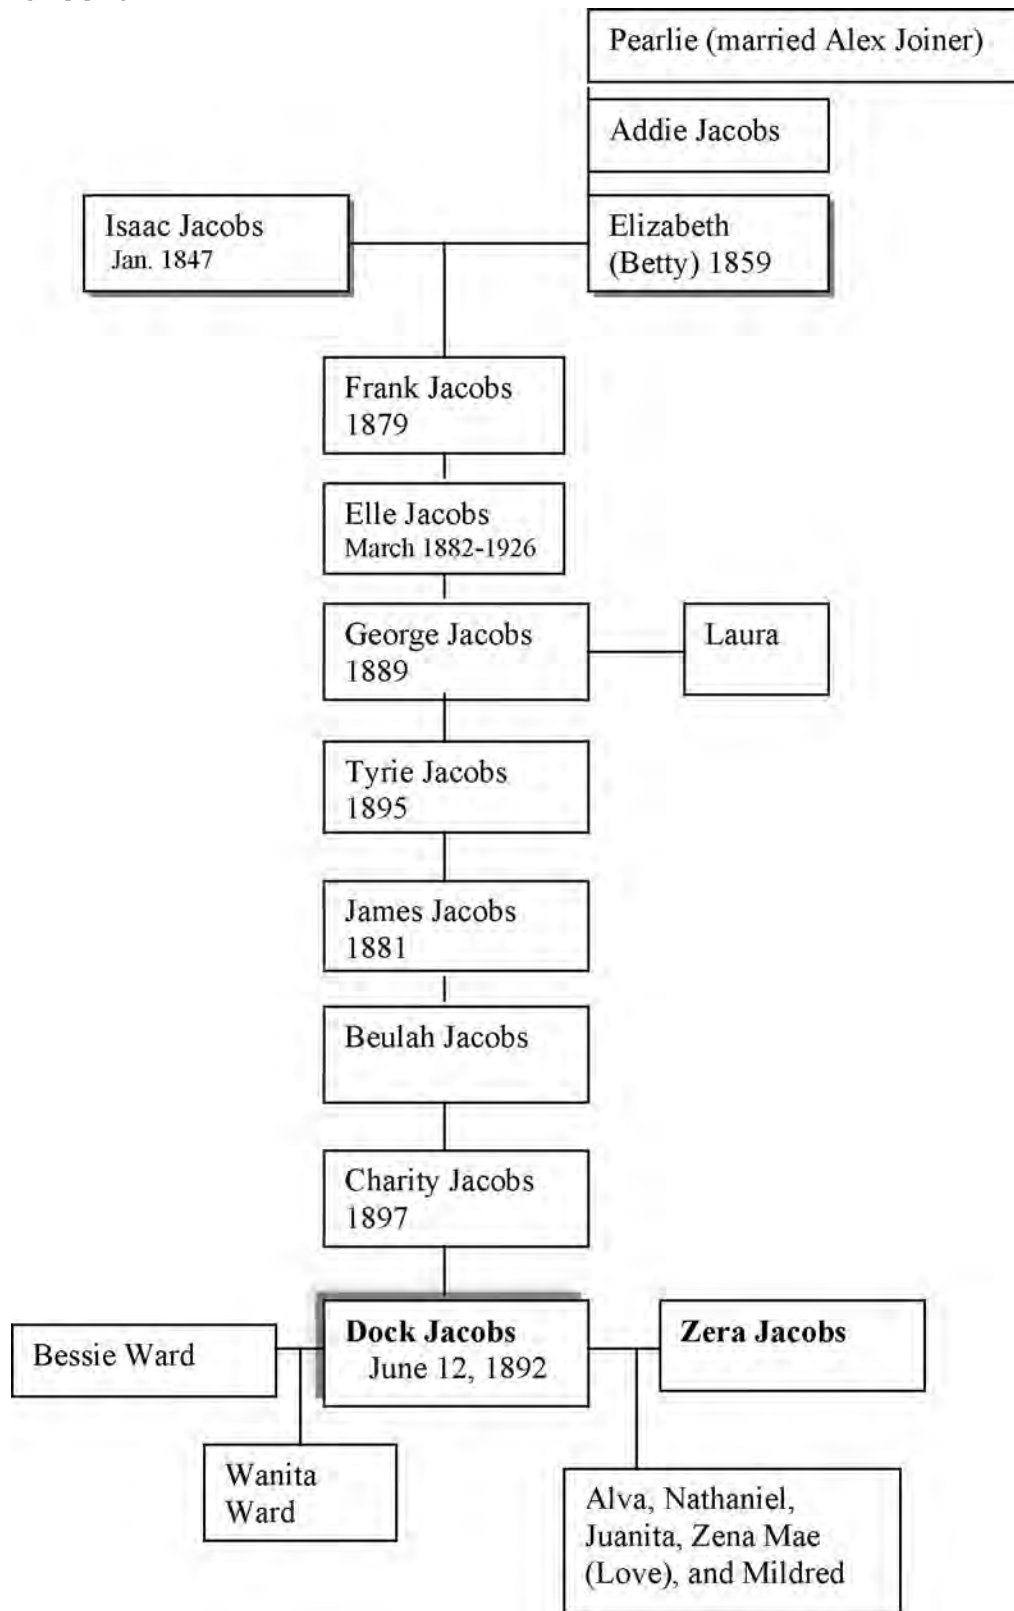 Pearlie (married Alex Joiner)
Addie Jacobs
Isaac Jacobs
Jan. 1847
Elizabeth
(Betty) 1859
Frank Jacobs
1879
Elle Jacobs
March 1882-1926
George Jacobs
1889
Laura
Tyrie Jacobs
1895
James Jacobs
1881
Beulah Jacobs
Charity Jacobs
1897
Bessie Ward
Dock Jacobs
June 12, 1892
Zera Jacobs
Wanita
Ward
Alva, Nathaniel,
Juanita, Zena Mae
(Love), and Mildred